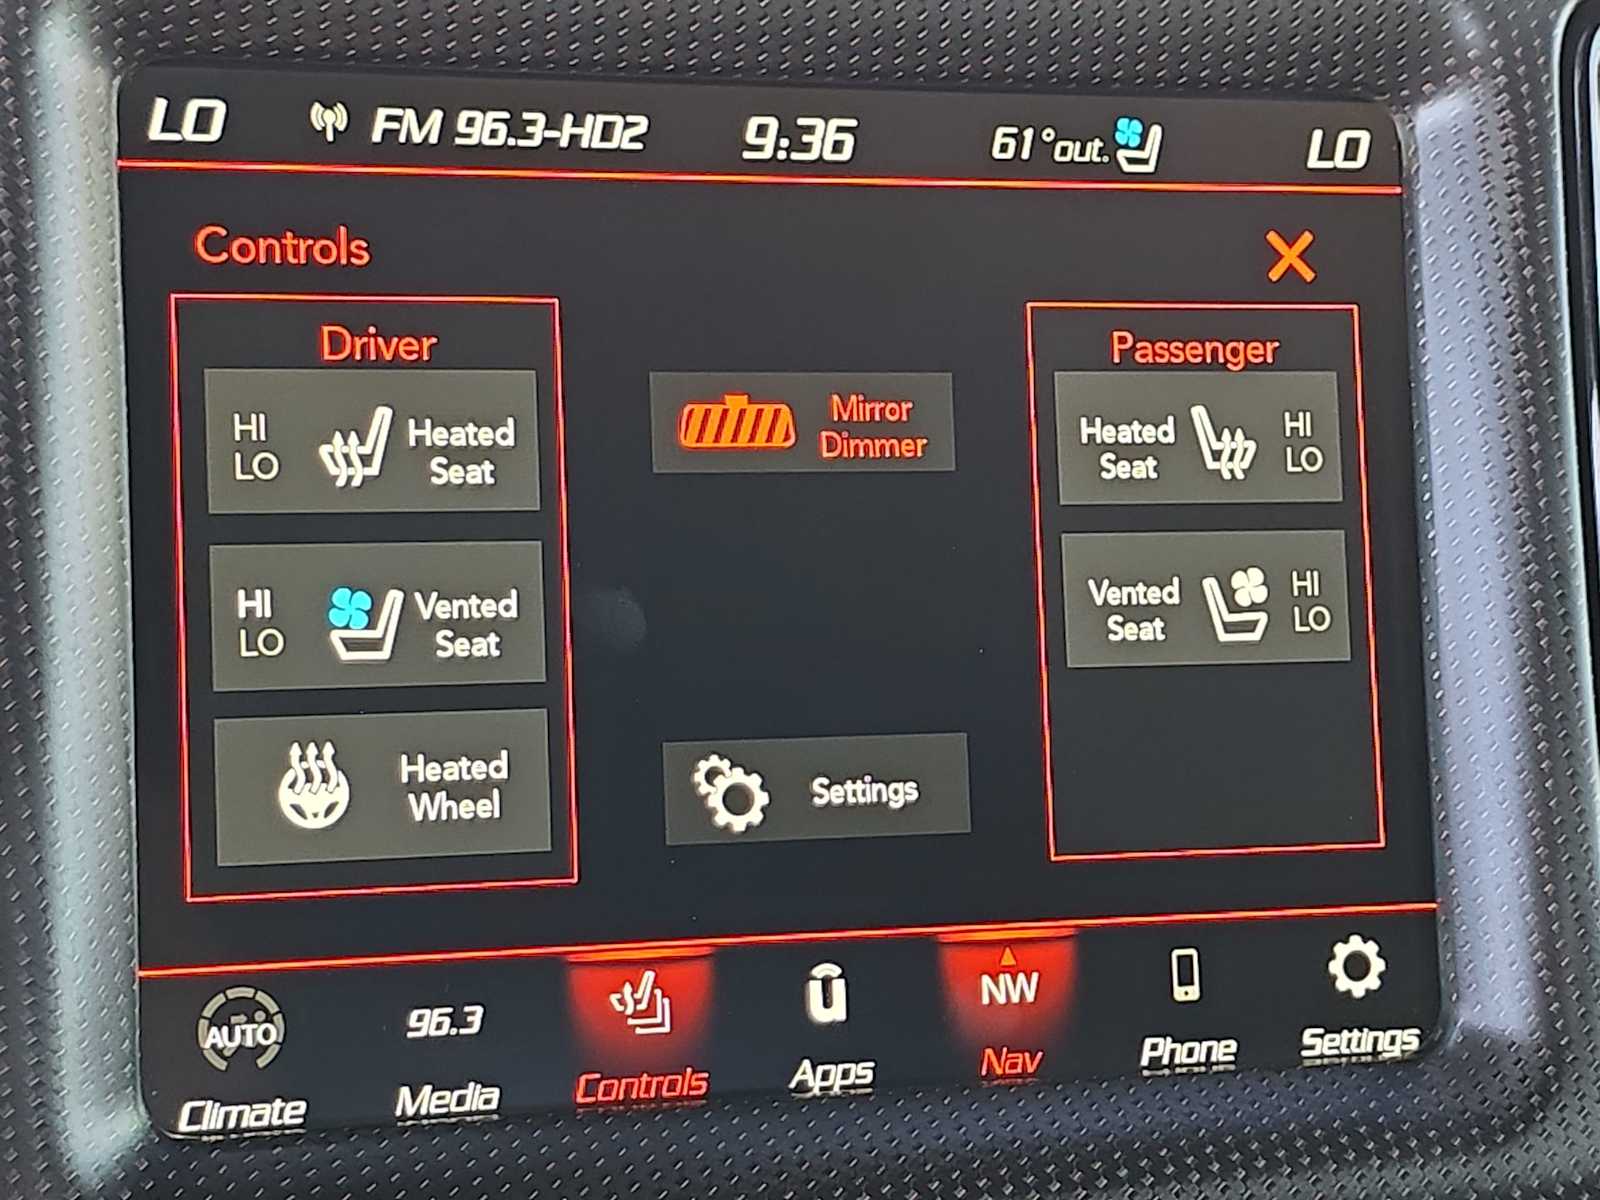 LO FM 96.3-HD2 9:36 61°out. LO
Controls
Driver
HI
LO
Heated
Seat
HI
LO
Vented
Seat
Heated
Wheel
Mirror
Dimmer
Settings
Passenger
Heated
Seat
HI
LO
Vented
Seat
HI
LO
AUTO
Climate
96.3
Media
Controls
Apps
NW
Nav
Phone
Settings